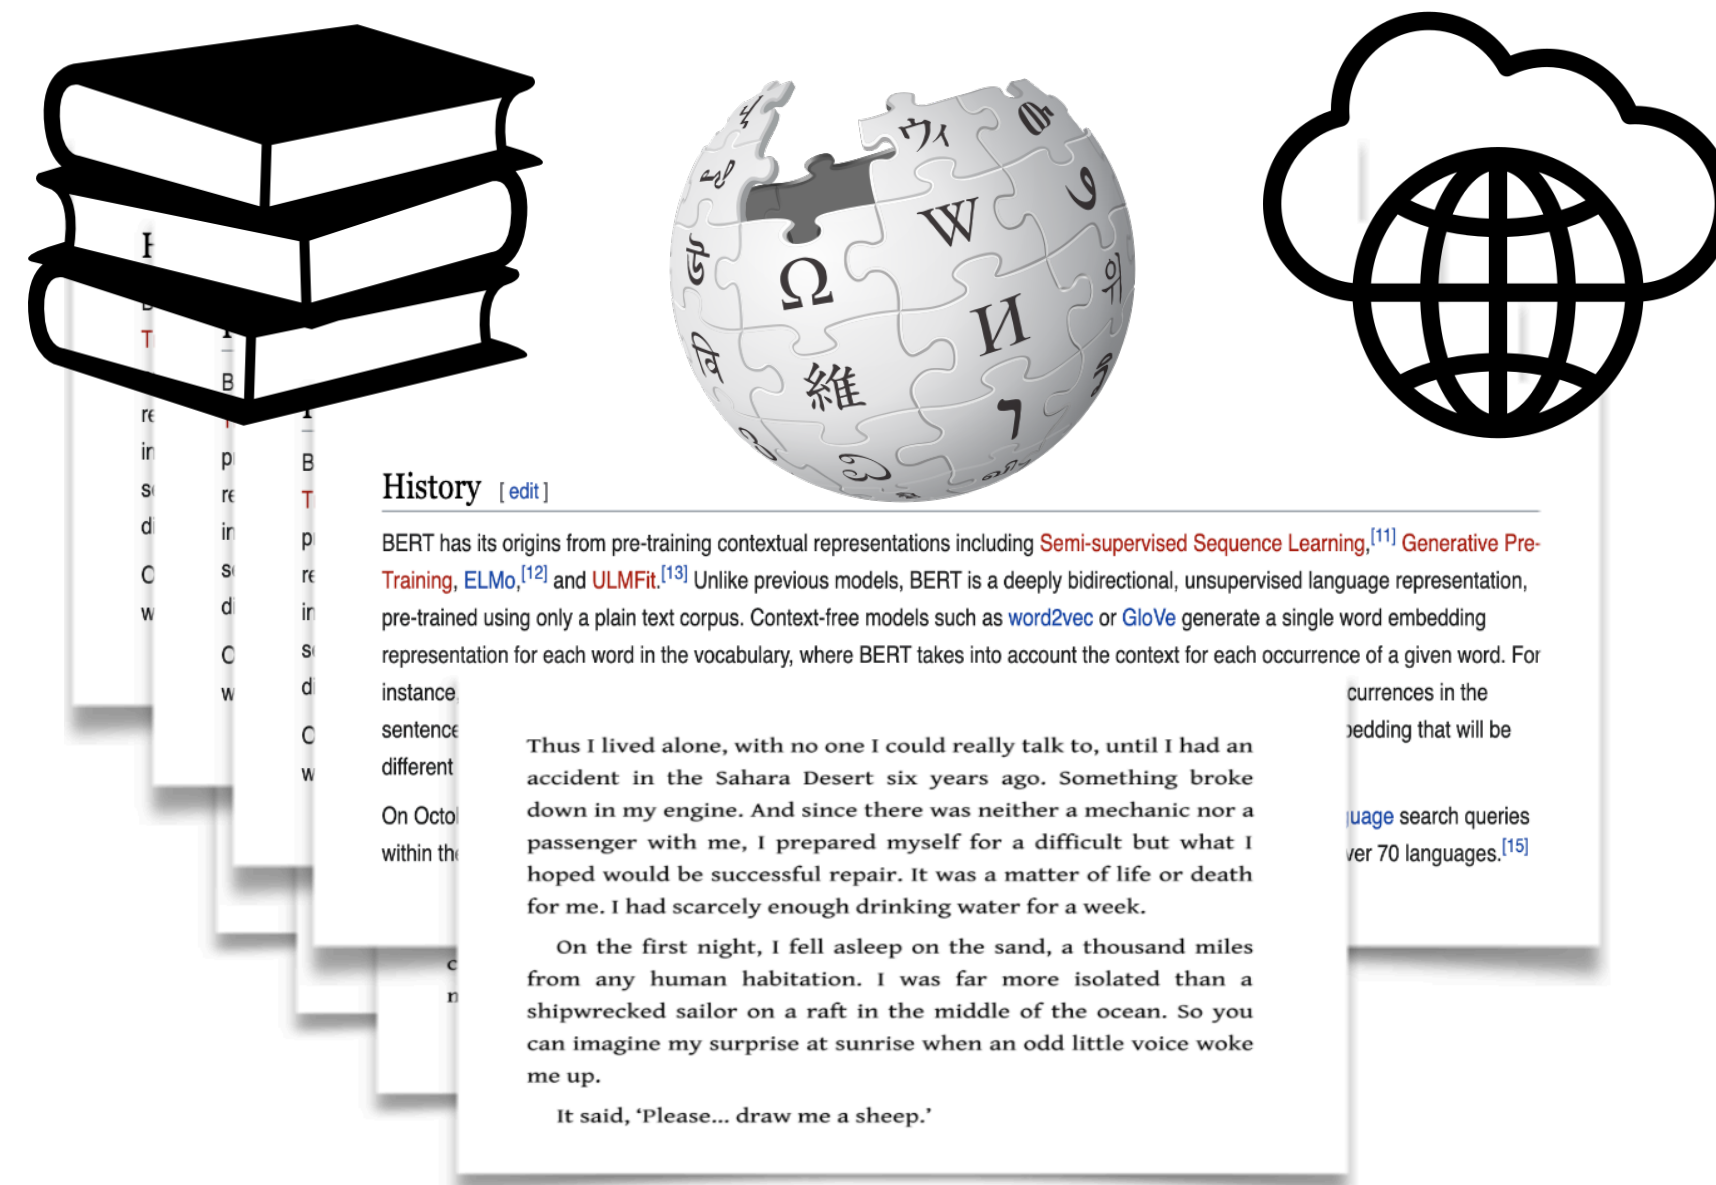 History [ edit ]
BERT has its origins from pre-training contextual representations including Semi-supervised Sequence Learning,[11] Generative Pre-
Training, ELMo,[12] and ULMFit.[13] Unlike previous models, BERT is a deeply bidirectional, unsupervised language representation,
pre-trained using only a plain text corpus. Context-free models such as word2vec or GloVe generate a single word embedding
representation for each word in the vocabulary, where BERT takes into account the context for each occurrence of a given word. For
instance, currences in the
sentence bedding that will be
different
On Octo guage search queries
within the ver 70 languages.[15]
Thus I lived alone, with no one I could really talk to, until I had an
accident in the Sahara Desert six years ago. Something broke
down in my engine. And since there was neither a mechanic nor a
passenger with me, I prepared myself for a difficult but what I
hoped would be successful repair. It was a matter of life or death
for me. I had scarcely enough drinking water for a week.
On the first night, I fell asleep on the sand, a thousand miles
from any human habitation. I was far more isolated than a
shipwrecked sailor on a raft in the middle of the ocean. So you
can imagine my surprise at sunrise when an odd little voice woke
me up.
It said, ‘Please... draw me a sheep.’